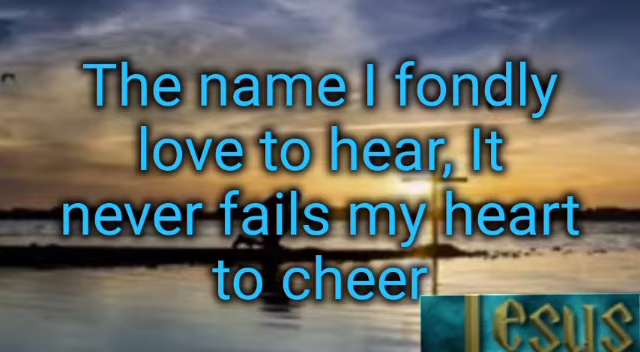 The name I fondly
love to hear, It
never fails my heart
to cheer
Jesus